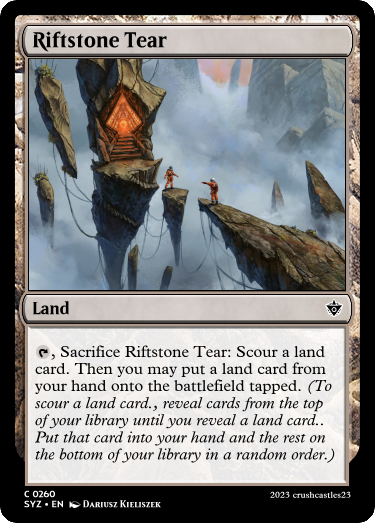 Riftstone Tear
Land
, Sacrifice Riftstone Tear: Scour a land
card. Then you may put a land card from
your hand onto the battlefield tapped. (To
scour a land card., reveal cards from the top
of your library until you reveal a land card..
Put that card into your hand and the rest on
the bottom of your library in a random order.)
C 0260
SYZ • EN Dariusz Kieliszek
2023 crushcastles23